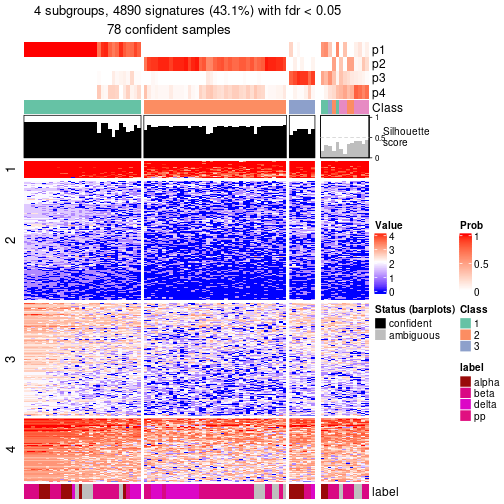 4 subgroups, 4890 signatures (43.1%) with fdr < 0.05
78 confident samples
p1
p2
p3
p4
Class
1
0.5
0
Silhouette
score
1
2
3
4
label
Value
4
3
2
1
0
Prob
1
0.5
0
Status (barplots)
confident
ambiguous
Class
1
2
3
label
alpha
beta
delta
pp